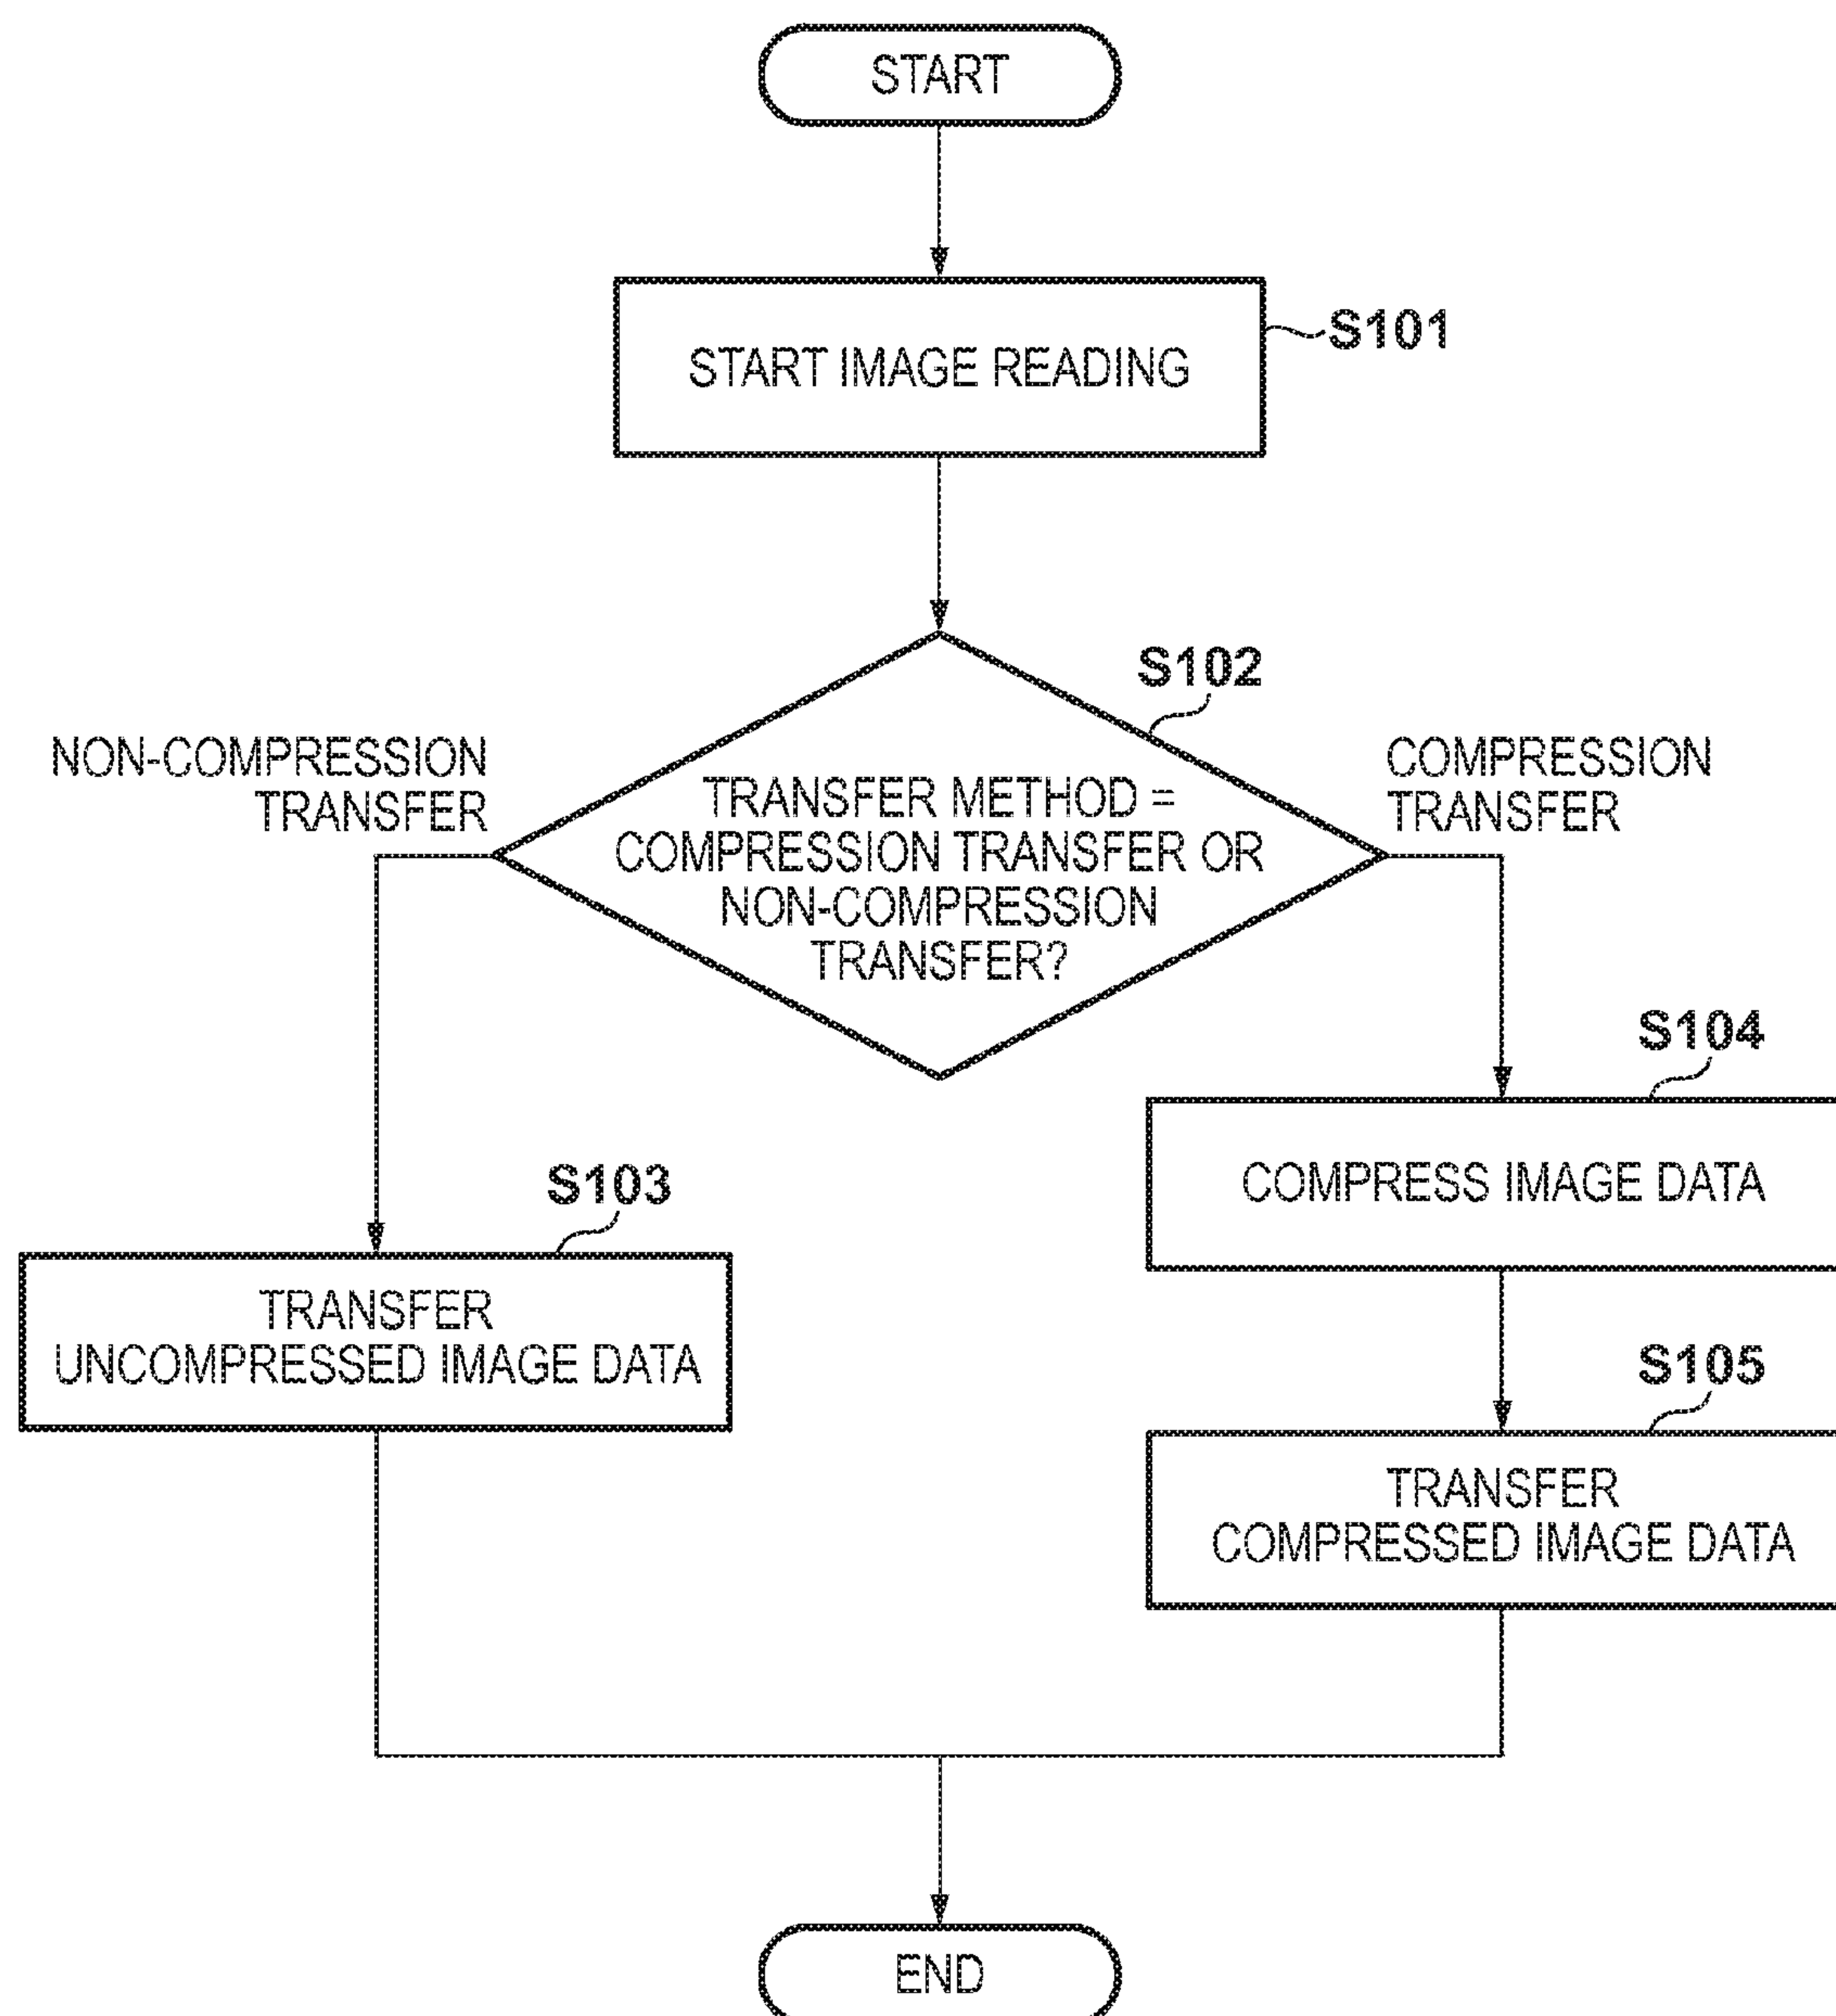 START
START IMAGE READING
S101
S102
NON-COMPRESSION
TRANSFER
TRANSFER METHOD =
COMPRESSION TRANSFER OR
NON-COMPRESSION
TRANSFER?
COMPRESSION
TRANSFER
S103
TRANSFER
UNCOMPRESSED IMAGE DATA
S104
COMPRESS IMAGE DATA
S105
TRANSFER
COMPRESSED IMAGE DATA
END